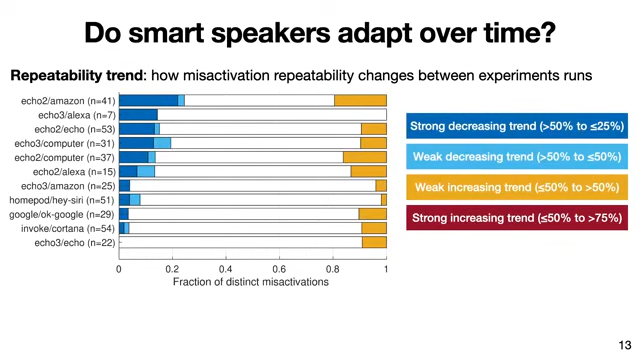 Do smart speakers adapt over time?
Repeatability trend: how misactivation repeatability changes between experiments runs
echo2/amazon (n=41)
echo3/alexa (n=7)
echo2/echo (n=53)
echo3/computer (n=31)
echo2/computer (n=37)
echo2/alexa (n=15)
echo3/amazon (n=25)
homepod/hey-siri (n=51)
google/ok-google (n=29)
invoke/cortana (n=54)
echo3/echo (n=22)
0 0.2 0.4 0.6 0.8 1
Fraction of distinct misactivations
Strong decreasing trend (>50% to ≤25%)
Weak decreasing trend (>50% to ≤50%)
Weak increasing trend (≤50% to >50%)
Strong increasing trend (≤50% to >75%)
13